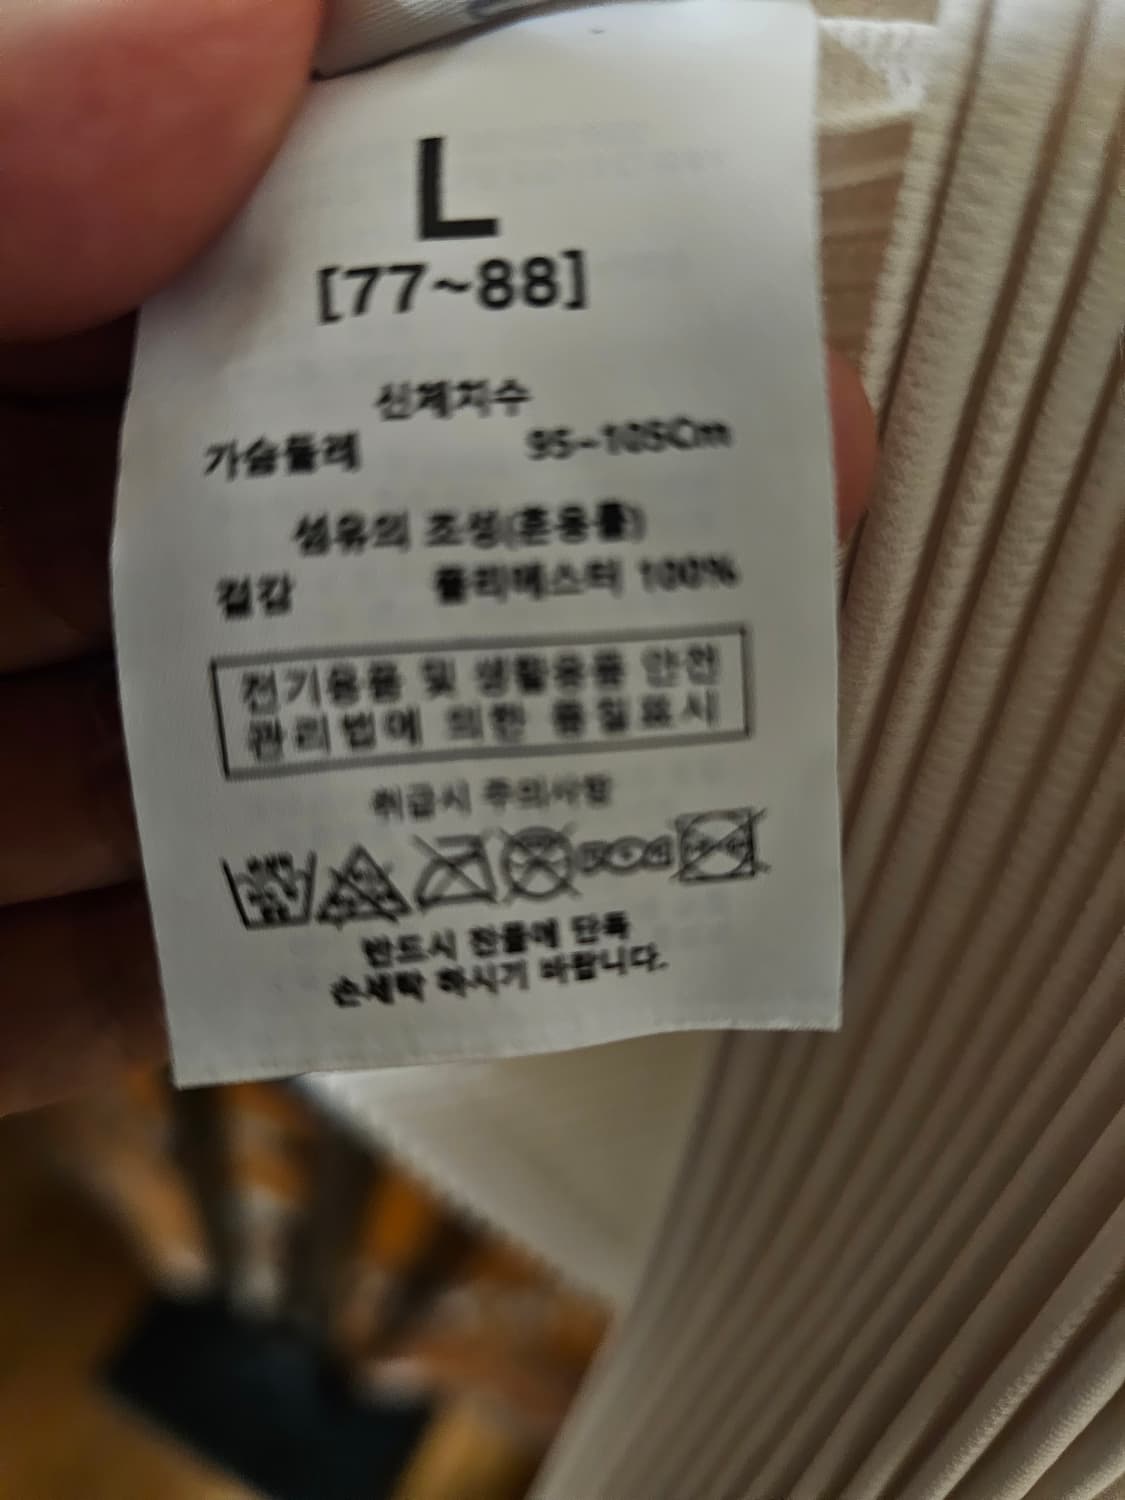 L
[77~88]
신체치수
가슴둘레 95~105Cm
섬유의 조성(혼용률)
겉감 폴리에스터 100%
전기용품 및 생활용품 안전
관리법에 의한 품질표시
취급시 주의사항
반드시 찬물에 단독
손세탁 하시기 바랍니다.